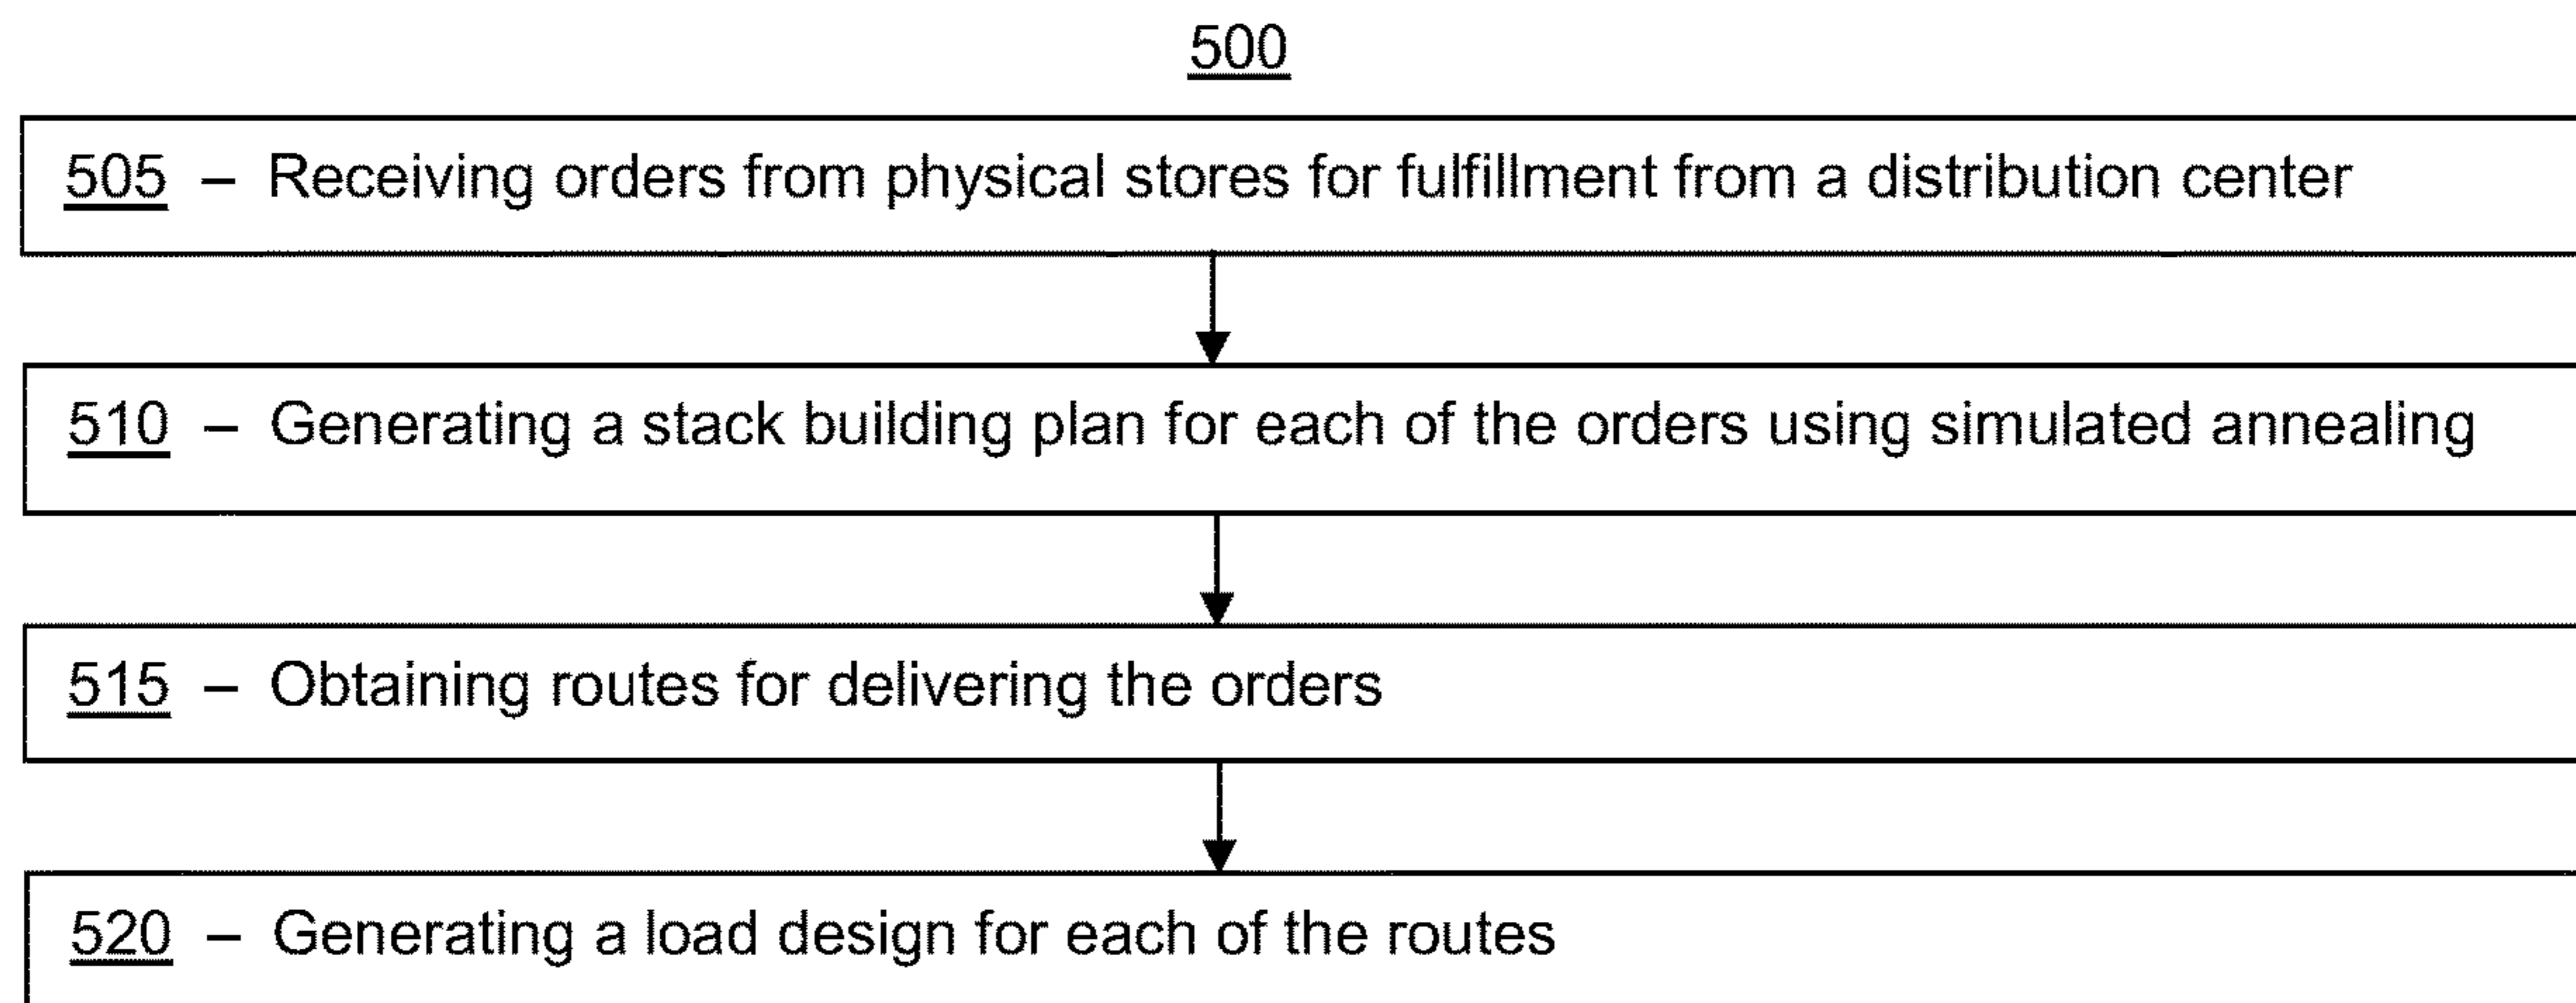 500
505 – Receiving orders from physical stores for fulfillment from a distribution center
510 – Generating a stack building plan for each of the orders using simulated annealing
515 – Obtaining routes for delivering the orders
520 – Generating a load design for each of the routes